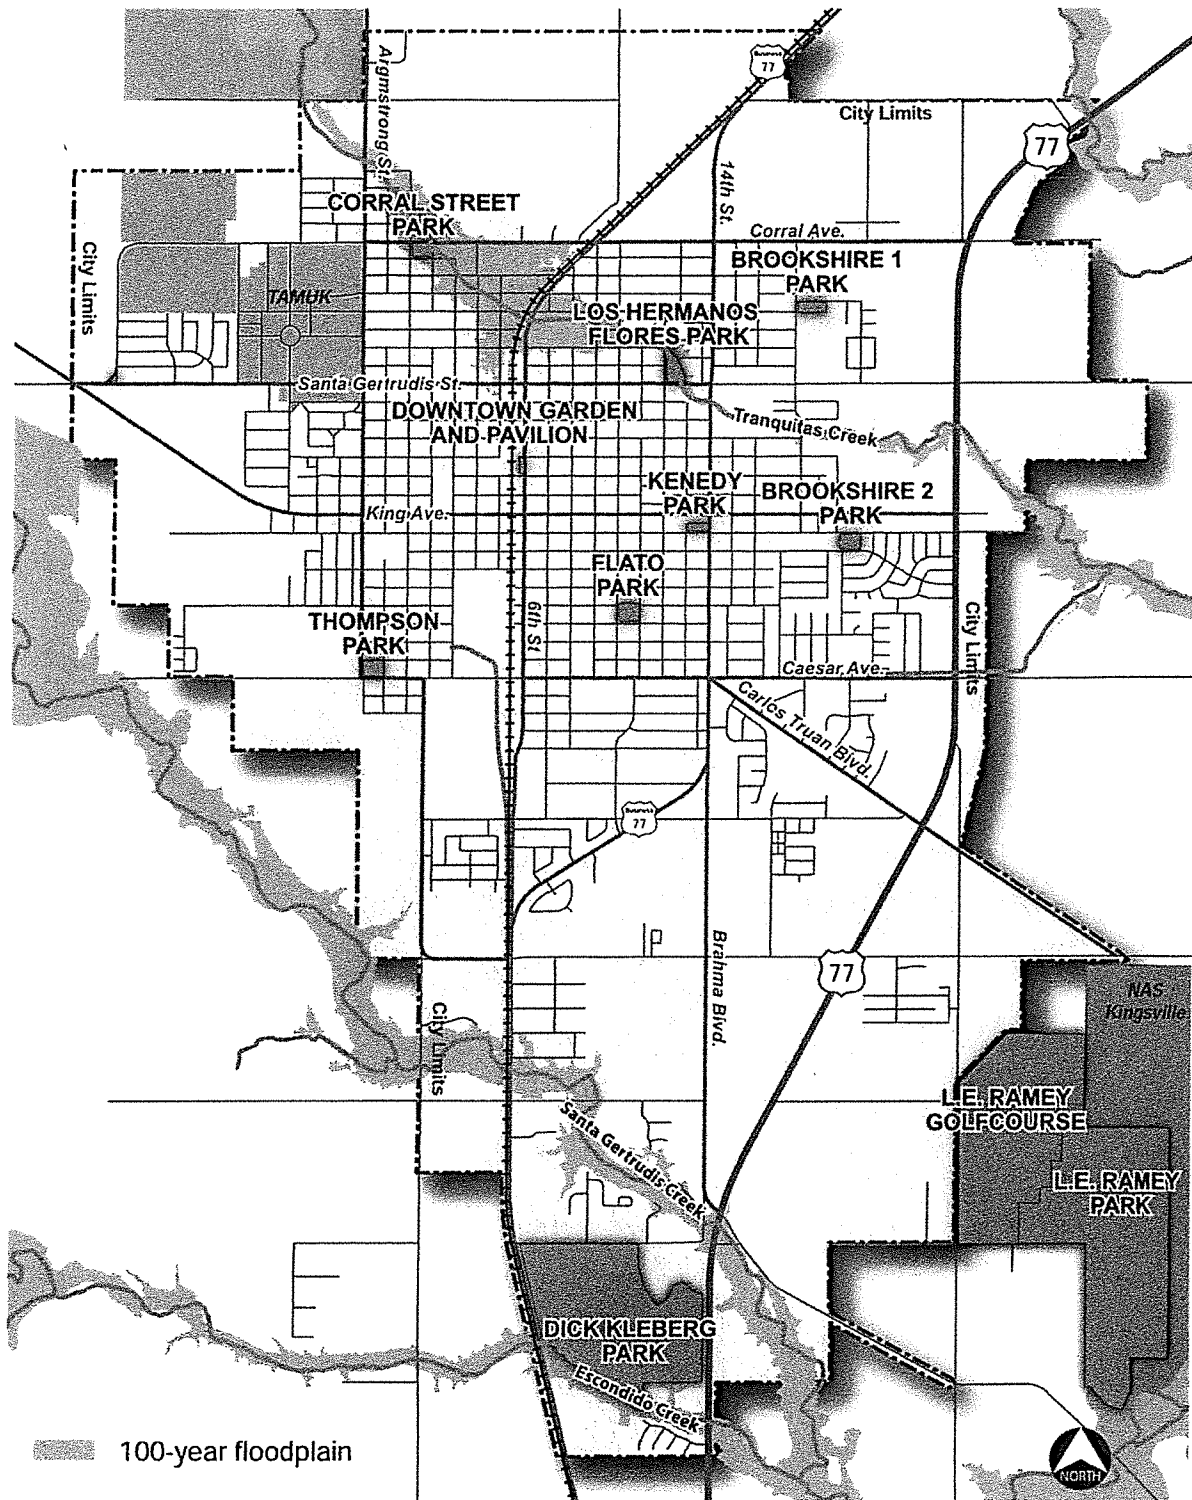 Business
77
City Limits
77
Argmstrong St.
14th St.
CORRAL STREET
PARK
Corral Ave.
City Limits
BROOKSHIRE 1
PARK
TAMUK
LOS HERMANOS
FLORES PARK
Santa Gertrudis St.
DOWNTOWN GARDEN
AND PAVILION
Tranquitas Creek
KENEDY
PARK
BROOKSHIRE 2
PARK
King Ave.
FLATO
PARK
THOMPSON
PARK
6th St
City Limits
Caesar Ave.
Carlos Truan Blvd.
Business
77
Brahma Blvd.
77
NAS
Kingsville
City Limits
L.E. RAMEY
GOLFCOURSE
Santa Gertrudis Creek
L.E. RAMEY
PARK
DICK KLEBERG
PARK
Escondido Creek
100-year floodplain
NORTH